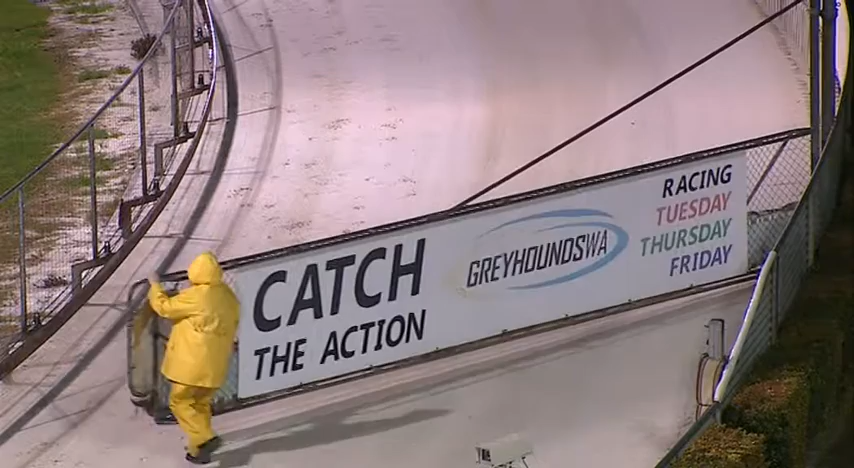 CATCH
THE ACTION
GREYHOUNDSWA
RACING
TUESDAY
THURSDAY
FRIDAY